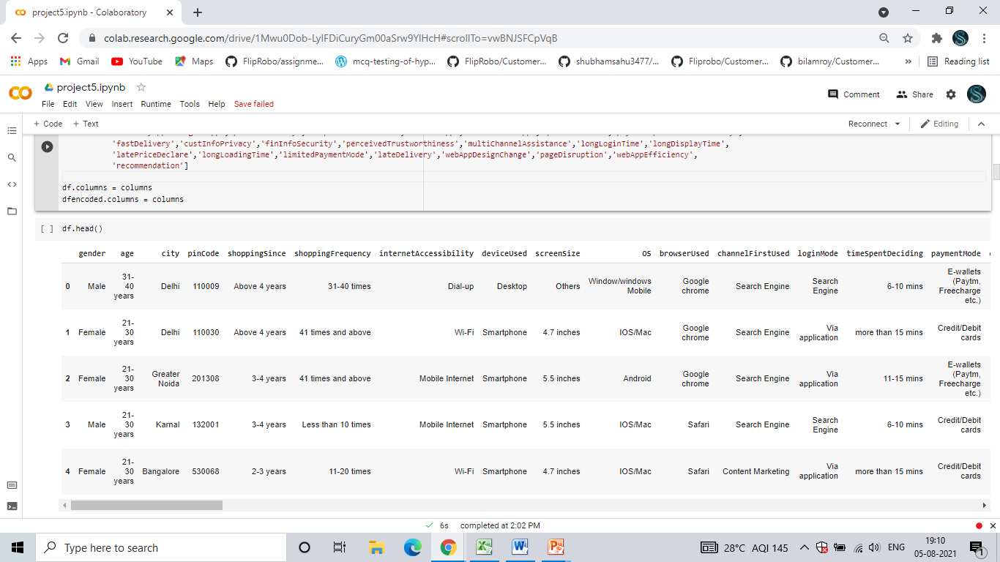 project5.ipynb - Colaboratory
colab.research.google.com/drive/1Mwu0Dob-LyIFDiCuryGm00aSrw9YlHcH#scrollTo=vwBNJSFCpVqB
Apps Gmail YouTube Maps FlipRobo/assignme... mcq-testing-of-hyp... FlipRobo/Customer... shubhamsahu3477/... Fliprobo/Customer... bilamroy/Customer... » Reading list
project5.ipynb
Comment Share
File Edit View Insert Runtime Tools Help Save failed
+ Code + Text Reconnect Editing
'fastDelivery','custInfoPrivacy','finInfoSecurity','perceivedTrustworthiness','multiChannelAssistance','longLoginTime','longDisplayTime',
'latePriceDeclare','longLoadingTime','limitedPaymentMode','lateDelivery','webAppDesignChange','pageDisruption','webAppEfficiency',
'recommendation']
df.columns = columns
dfencoded.columns = columns
[ ] df.head()
gender age city pinCode shoppingSince shoppingFrequency internetAccessibility deviceUsed screenSize OS browserUsed channelFirstUsed loginMode timeSpentDeciding paymentMode
0 Male 31-40 years Delhi 110009 Above 4 years 31-40 times Dial-up Desktop Others Window/windows Mobile Google chrome Search Engine Search Engine 6-10 mins E-wallets (Paytm, Freecharge etc.)
1 Female 21-30 years Delhi 110030 Above 4 years 41 times and above Wi-Fi Smartphone 4.7 inches IOS/Mac Google chrome Search Engine Via application more than 15 mins Credit/Debit cards
2 Female 21-30 years Greater Noida 201308 3-4 years 41 times and above Mobile Internet Smartphone 5.5 inches Android Google chrome Search Engine Via application 11-15 mins E-wallets (Paytm, Freecharge etc.)
3 Male 21-30 years Karnal 132001 3-4 years Less than 10 times Mobile Internet Smartphone 5.5 inches IOS/Mac Safari Search Engine Search Engine 6-10 mins Credit/Debit cards
4 Female 21-30 years Bangalore 530068 2-3 years 11-20 times Wi-Fi Smartphone 4.7 inches IOS/Mac Safari Content Marketing Via application more than 15 mins Credit/Debit cards
6s completed at 2:02 PM
Type here to search
28°C AQI 145 ENG 19:10
05-08-2021 1